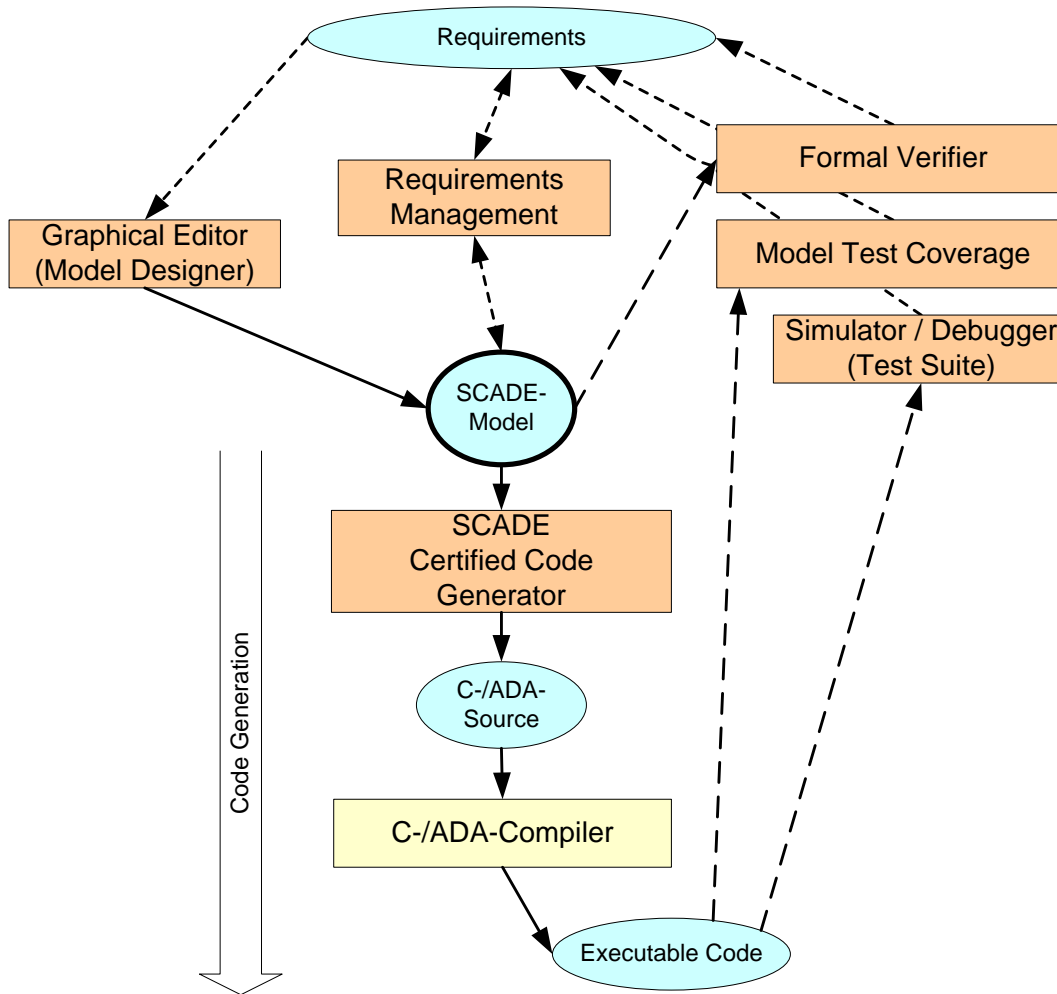 Requirements
Formal Verifier
Requirements
Management
Graphical Editor
(Model Designer)
Model Test Coverage
Simulator / Debugger
(Test Suite)
SCADE-
Model
SCADE
Certified Code
Generator
C-/ADA-
Source
Code Generation
C-/ADA-Compiler
Executable Code